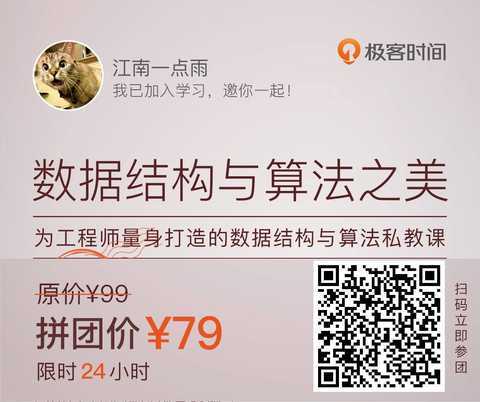 极客时间
江南一点雨
我已加入学习，邀你一起！
数据结构与算法之美
为工程师量身打造的数据结构与算法私教课
原价¥99
拼团价¥79
限时24小时
扫码立即参团